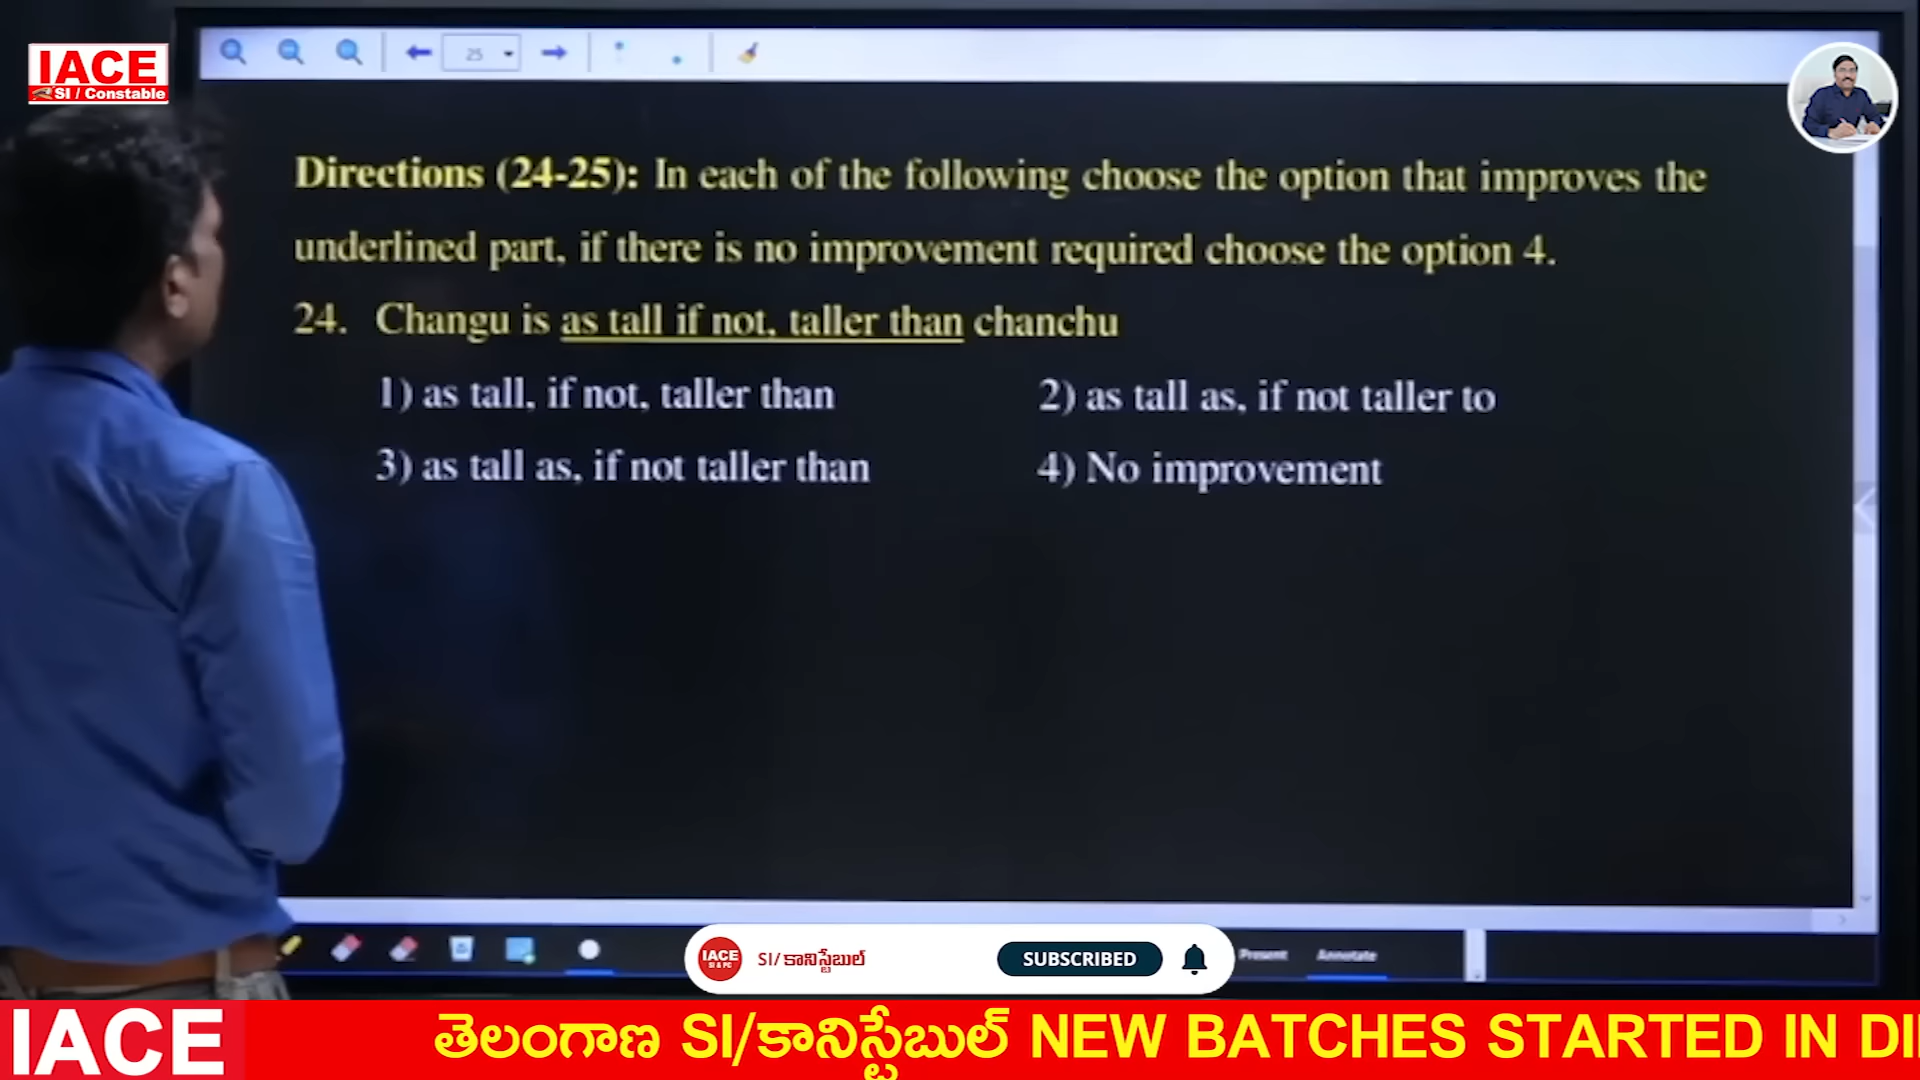 IACE
SI / Constable
25
Directions (24-25): In each of the following choose the option that improves the
underlined part, if there is no improvement required choose the option 4.
24. Changu is as tall if not, taller than chanchu
1) as tall, if not, taller than
2) as tall as, if not taller to
3) as tall as, if not taller than
4) No improvement
IACE
SI & PC
SI/కానిస్టేబుల్
SUBSCRIBED
Present
Annotate
IACE
తెలంగాణ SI/కానిస్టేబుల్ NEW BATCHES STARTED IN DI